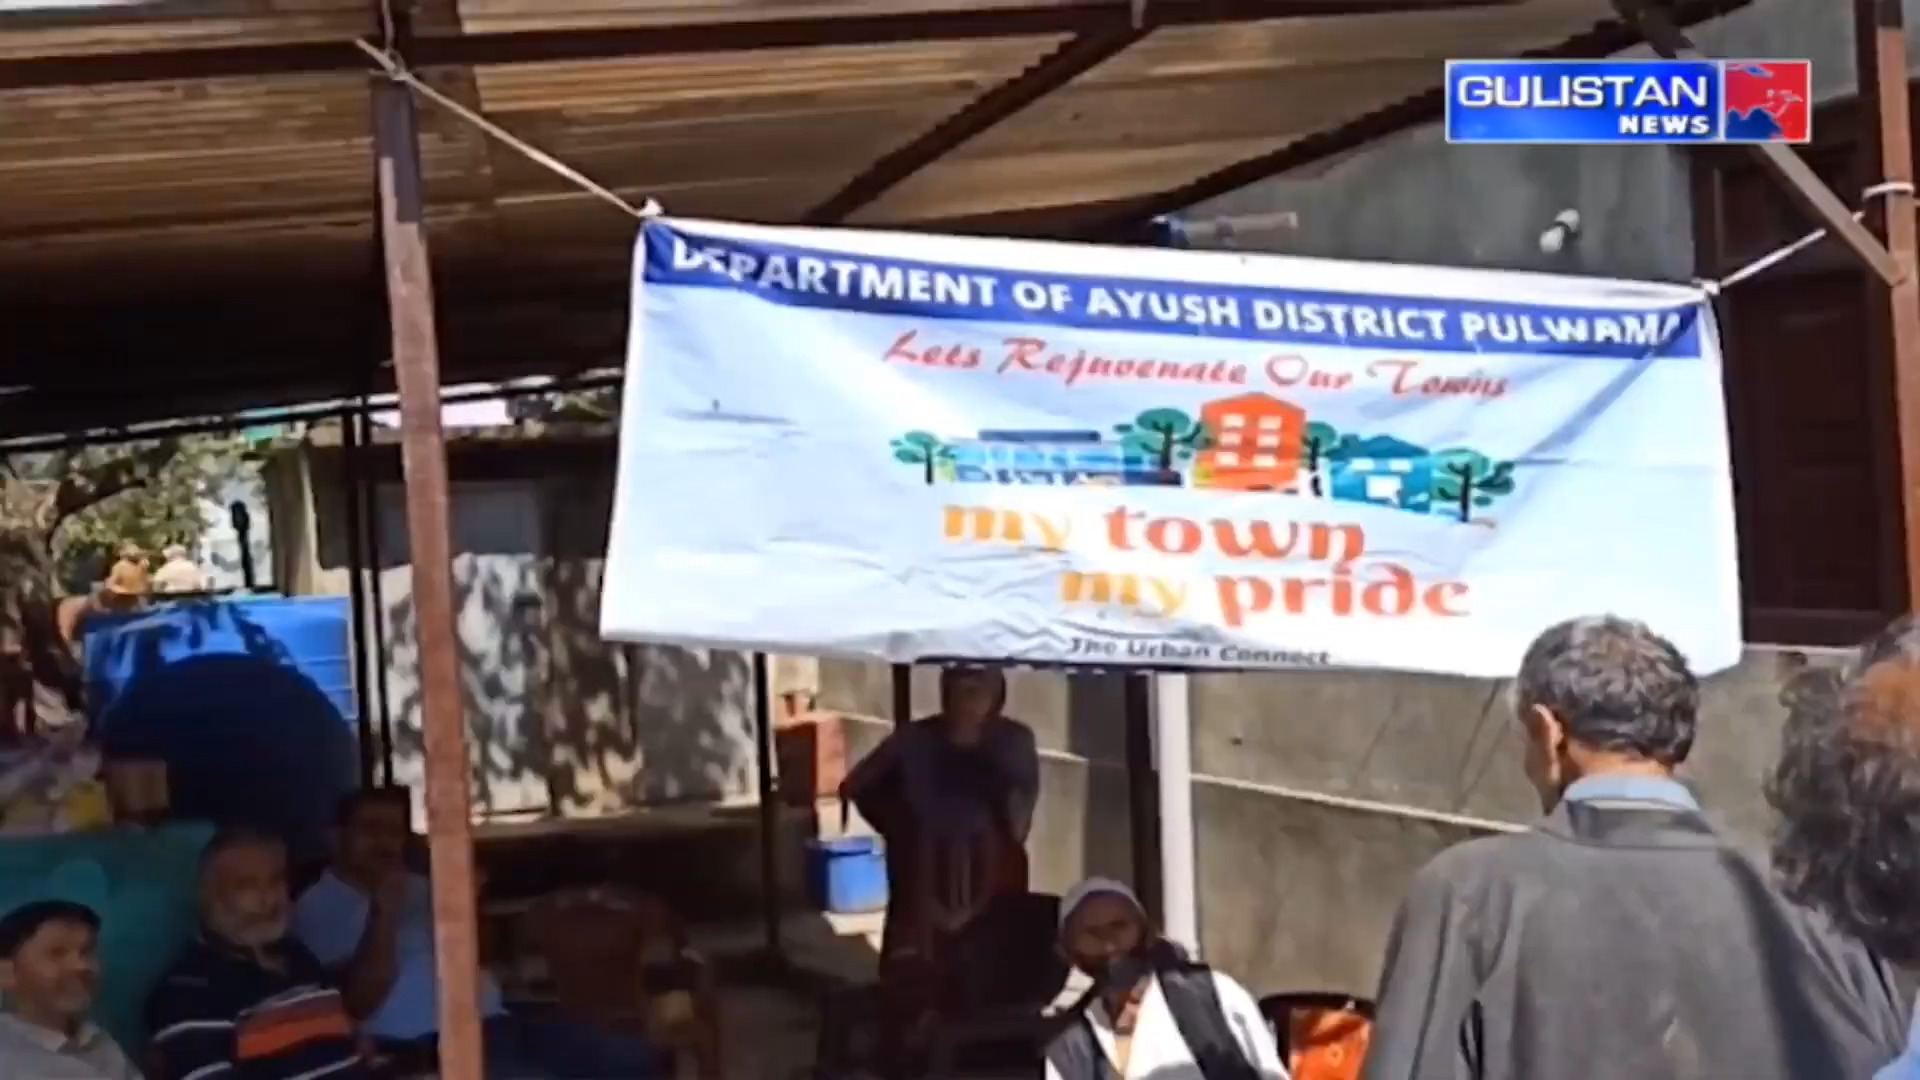 GULISTAN
NEWS
DEPARTMENT OF AYUSH DISTRICT PULWAMA
Lets Rejuvenate Our Towns
my town
my pride
The Urban Connect